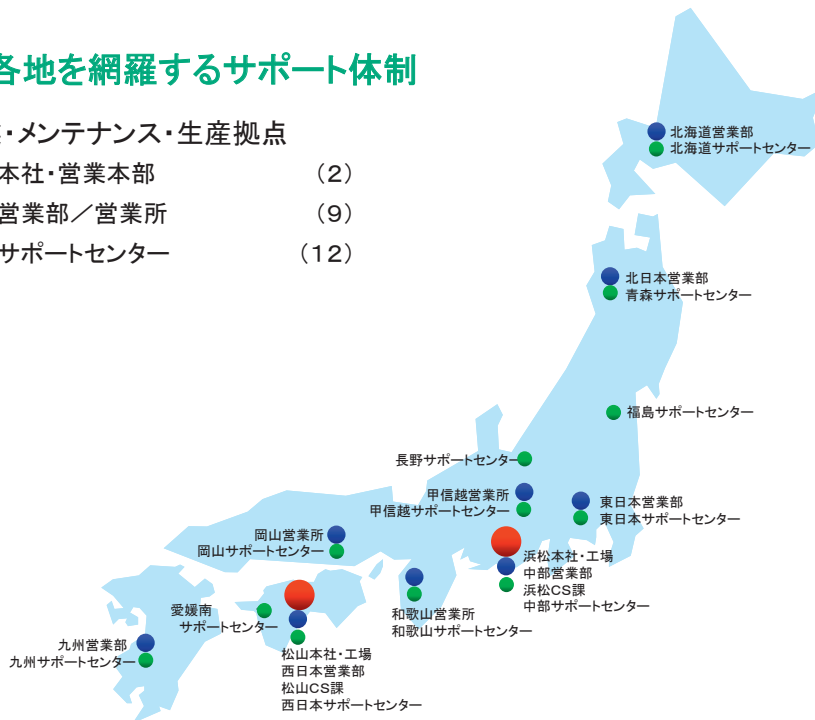 各地を網羅するサポート体制
・メンテナンス・生産拠点
本社・営業本部 （2）
営業部／営業所 （9）
サポートセンター （12）
北海道営業部
北海道サポートセンター
北日本営業部
青森サポートセンター
福島サポートセンター
長野サポートセンター
甲信越営業所
甲信越サポートセンター
東日本営業部
東日本サポートセンター
岡山営業所
岡山サポートセンター
浜松本社・工場
中部営業部
浜松CS課
中部サポートセンター
愛媛南
サポートセンター
和歌山営業所
和歌山サポートセンター
九州営業部
九州サポートセンター
松山本社・工場
西日本営業部
松山CS課
西日本サポートセンター